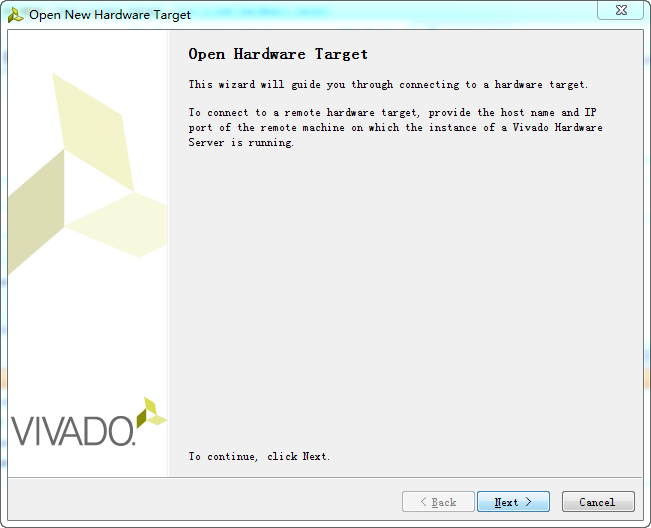 Open New Hardware Target
Open Hardware Target
This wizard will guide you through connecting to a hardware target.
To connect to a remote hardware target, provide the host name and IP
port of the remote machine on which the instance of a Vivado Hardware
Server is running.
VIVADO.
To continue, click Next.
< Back
Next >
Cancel